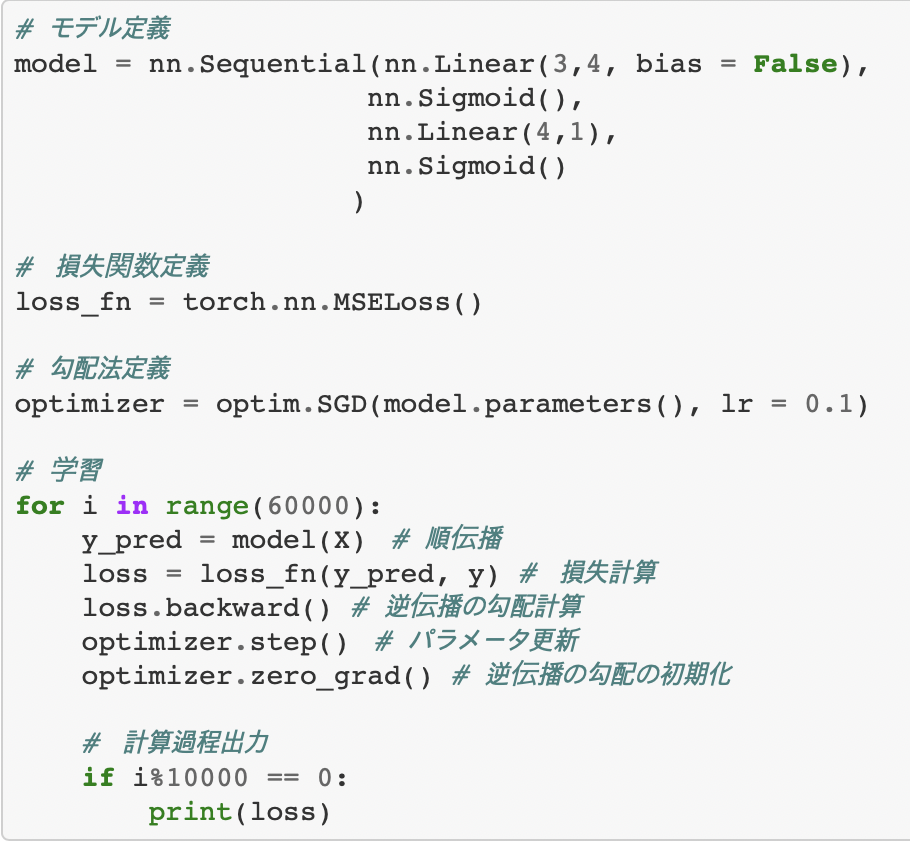 # モデル定義
model = nn.Sequential(nn.Linear(3,4, bias = False),
                     nn.Sigmoid(),
                     nn.Linear(4,1),
                     nn.Sigmoid()
                    )
# 損失関数定義
loss_fn = torch.nn.MSELoss()
# 勾配法定義
optimizer = optim.SGD(model.parameters(), lr = 0.1)
# 学習
for i in range(60000):
    y_pred = model(X) # 順伝播
    loss = loss_fn(y_pred, y) # 損失計算
    loss.backward() # 逆伝播の勾配計算
    optimizer.step() # パラメータ更新
    optimizer.zero_grad() # 逆伝播の勾配の初期化
    # 計算過程出力
    if i%10000 == 0:
        print(loss)